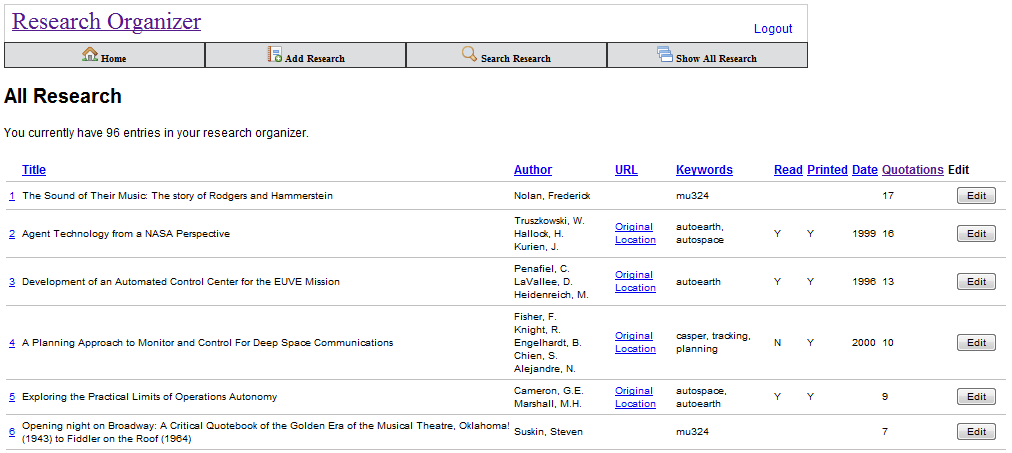 Research Organizer
Logout
Home Add Research Search Research Show All Research
All Research
You currently have 96 entries in your research organizer.
Title Author URL Keywords Read Printed Date Quotations Edit
1 The Sound of Their Music: The story of Rodgers and Hammerstein Nolan, Frederick mu324 17 Edit
Truszkowski, W.
2 Agent Technology from a NASA Perspective Hallock, H. Original Location autoearth, autospace Y Y 1999 16 Edit
Kurien, J.
Penafiel, C.
3 Development of an Automated Control Center for the EUVE Mission LaVallee, D. Original Location autoearth Y Y 1996 13 Edit
Heidenreich, M.
Fisher, F.
Knight, R.
4 A Planning Approach to Monitor and Control For Deep Space Communications Engelhardt, B. Original Location casper, tracking, planning N Y 2000 10 Edit
Chien, S.
Alejandre, N.
5 Exploring the Practical Limits of Operations Autonomy Cameron, G.E. Marshall, M.H. Original Location autospace, autoearth Y Y 9 Edit
6 Opening night on Broadway: A Critical Quotebook of the Golden Era of the Musical Theatre, Oklahoma! (1943) to Fiddler on the Roof (1964) Suskin, Steven mu324 7 Edit